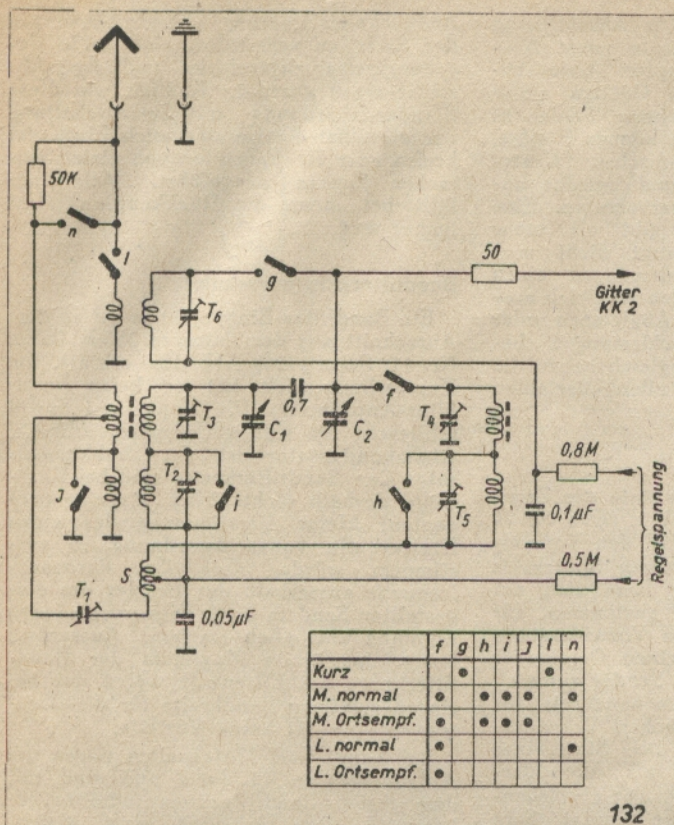 50K
n
l
g
50
Gitter
KK 2
T6
T3
C1
0,7
C2
f
T4
J
T2
i
h
T5
0,8M
0,1µF
Regelspannung
S
T1
0,5M
0,05µF
f g h i J l n
Kurz • •
M. normal • • • • •
M. Ortsempf. • • • •
L. normal • •
L. Ortsempf. •
132